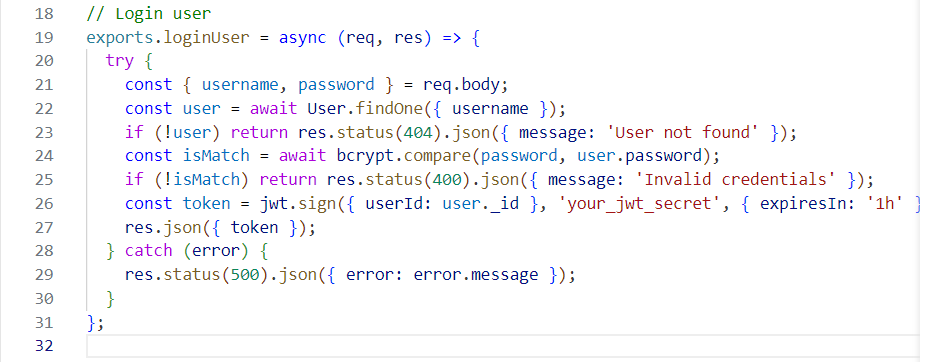 18 // Login user
19 exports.loginUser = async (req, res) => {
20   try {
21     const { username, password } = req.body;
22     const user = await User.findOne({ username });
23     if (!user) return res.status(404).json({ message: 'User not found' });
24     const isMatch = await bcrypt.compare(password, user.password);
25     if (!isMatch) return res.status(400).json({ message: 'Invalid credentials' });
26     const token = jwt.sign({ userId: user._id }, 'your_jwt_secret', { expiresIn: '1h' }
27     res.json({ token });
28   } catch (error) {
29     res.status(500).json({ error: error.message });
30   }
31 };
32